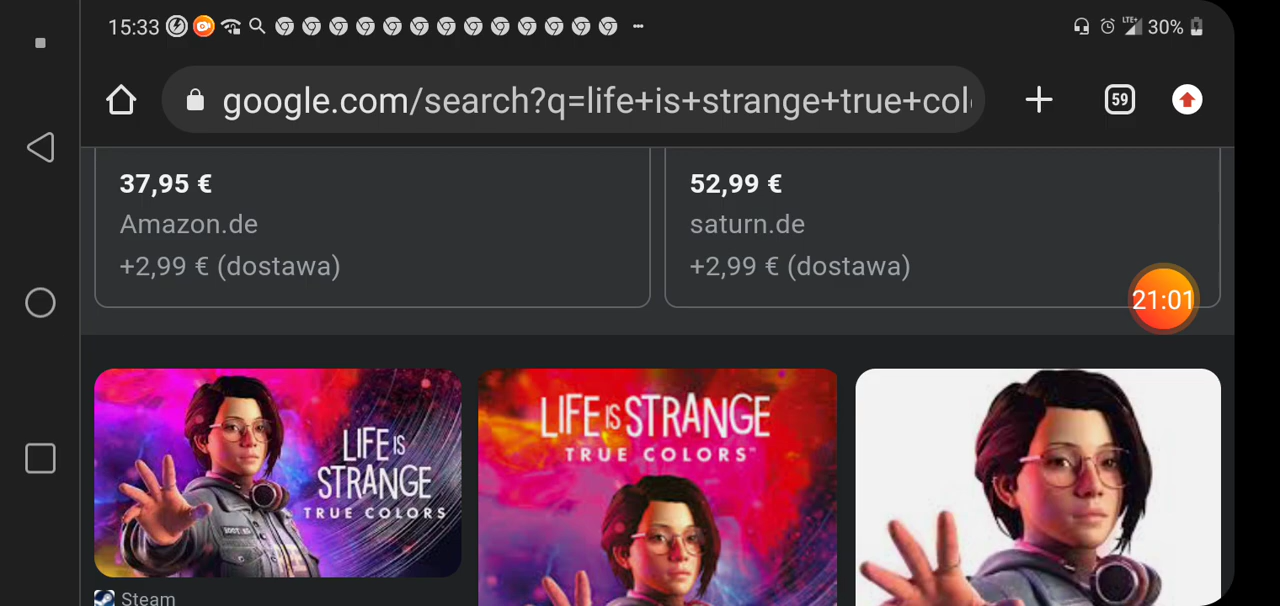 15:33 LTE+ 30%
google.com/search?q=life+is+strange+true+col
59
37,95 €
Amazon.de
+2,99 € (dostawa)
52,99 €
saturn.de
+2,99 € (dostawa)
21:01
LIFE IS
STRANGE
TRUE COLORS
LIFE IS STRANGE
TRUE COLORS™
Steam